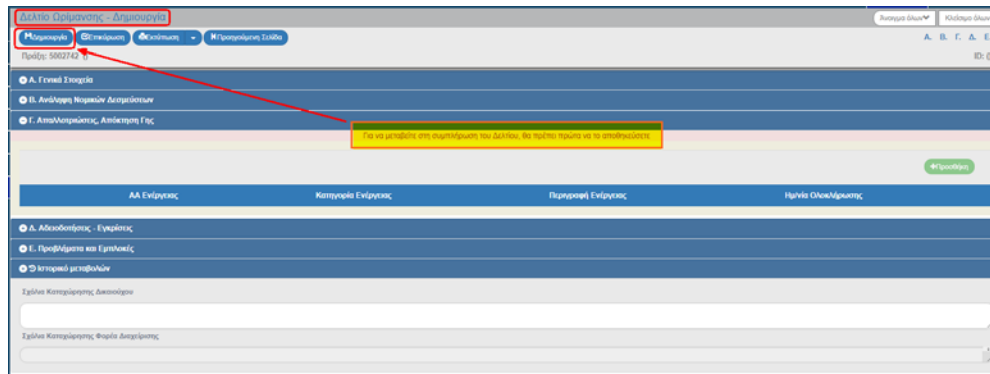 Δελτίο Ωρίμανσης - Δημιουργία
Άνοιγμα όλων Κλείσιμο όλων
Δημιουργία Επικύρωση Εκτύπωση Προηγούμενη Σελίδα
Α. Β. Γ. Δ. Ε
Πράξη: 5002742
ID:
Α. Γενικά Στοιχεία
Β. Ανάληψη Νομικών Δεσμεύσεων
Γ. Απαλλοτριώσεις, Απόκτηση Γης
Για να μεταβείτε στη συμπλήρωση του Δελτίου, θα πρέπει πρώτα να το αποθηκεύσετε
Προσθήκη
ΑΑ Ενέργειας Κατηγορία Ενέργειας Περιγραφή Ενέργειας Ημ/νία Ολοκλήρωσης
Δ. Αδειοδοτήσεις - Εγκρίσεις
Ε. Προβλήματα και Εμπλοκές
Ιστορικό μεταβολών
Σχόλια Καταχώρησης Δικαιούχου
Σχόλια Καταχώρησης Φορέα Διαχείρισης